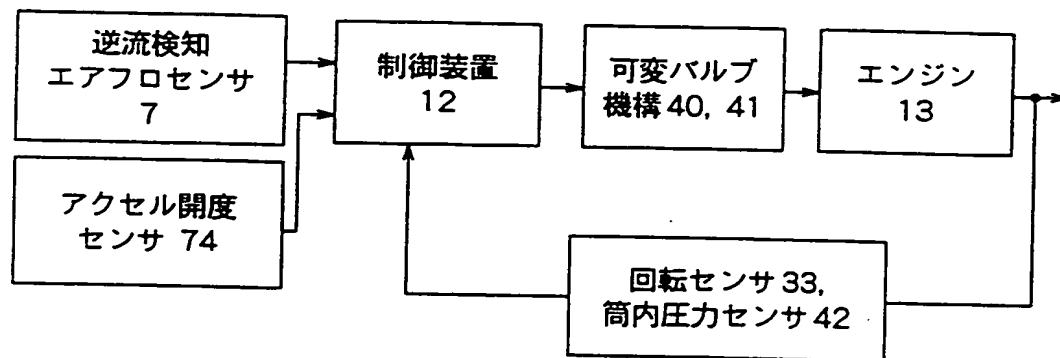 逆流検知
エアフロセンサ
7
制御装置
12
可変バルブ
機構 40, 41
エンジン
13
アクセル開度
センサ 74
回転センサ 33,
筒内圧力センサ 42